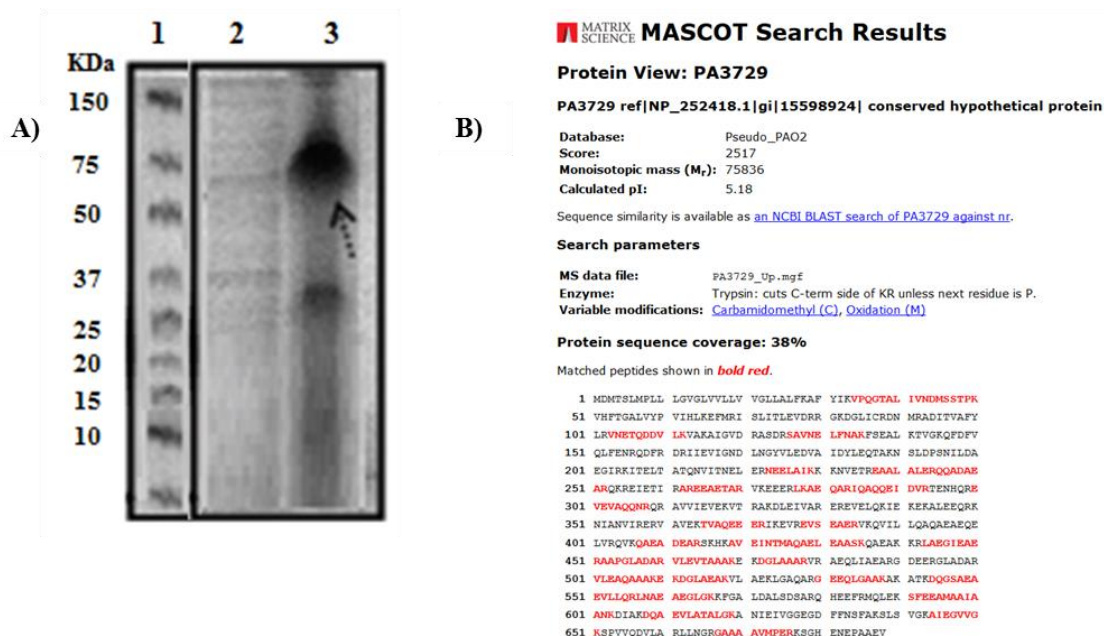 A)
1 2 3
KDa
150
75
50
37
25
20
15
10
B)
MATRIX SCIENCE MASCOT Search Results
Protein View: PA3729
PA3729 ref|NP_252418.1|gi|15598924| conserved hypothetical protein
Database: Pseudo_PAO2
Score: 2517
Monoisotopic mass (Mr): 75836
Calculated pI: 5.18
Sequence similarity is available as an NCBI BLAST search of PA3729 against nr.
Search parameters
MS data file: PA3729_Up.mgf
Enzyme: Trypsin: cuts C-term side of KR unless next residue is P.
Variable modifications: Carbamidomethyl (C), Oxidation (M)
Protein sequence coverage: 38%
Matched peptides shown in bold red.
1 MDMTSLMPLL LGVGLVVLLV VGLLALFKAF YIKVPQGTAL IVNDMSSTPK
51 VHFTGALVYP VIHLKEFMRI SLITLEVDRR GKDGLICRDN MRADITVAFY
101 LRVNETQDDV LKVAKAIGVD RASDRSAVNE LFNAKFSEAL KTVGKQFDFV
151 QLFENRQDFR DRIIEVIGND LNGYVLEDVA IDYLEQTAKN SLDPSNILDA
201 EGIRKITELT ATQNVITNEL ERNEELAIKK KNVETREAAL ALERQQADAE
251 ARQKREIETI RAREEAETAR VKEEERLKAE QARIQAQQEI DVRTENHQRE
301 VEVAQQNRQR AVVIEVEKVT RAKDLEIVAR EREVELQKIE KEKALEEQRK
351 NIANVIRERV AVEKTVAQEE ERIKEVREVS EAERVKQVIL LQAQAEAEQE
401 LVRQVKQAEA DEARSKHKAV EINTMAQAEL EAASKQAEAK KRLAEGIEAE
451 RAAPGLADAR VLEVTAAAKE KDGLAAARVR AEQLIAEARG DEERGLADAR
501 VLEAQAAAKE KDGLAEAKVL AEKLGAQARG EEQLGAAKAK ATKDQGSAEA
551 EVLLQRLNAE AEGLGKKFGA LDALSDSARQ HEEFRMQLEK SFEEAMAAIA
601 ANKDIAKDQA EVLATALGKA NIEIVGGEGD FFNSFAKSLS VGKAIEGVVG
651 KSPVVQDVLA RLLNGRGAAA AVMPERKSGH ENEPAAEV